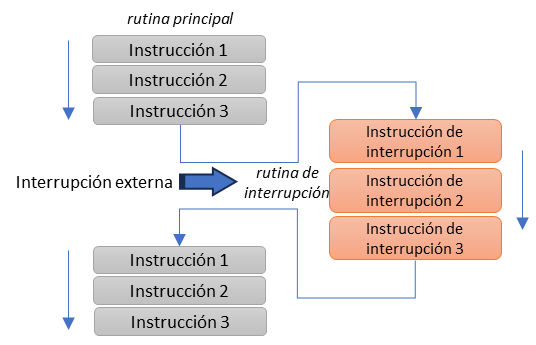 rutina principal
Instrucción 1
Instrucción 2
Instrucción 3
Interrupción externa
rutina de
interrupción
Instrucción de
interrupción 1
Instrucción de
interrupción 2
Instrucción de
interrupción 3
Instrucción 1
Instrucción 2
Instrucción 3